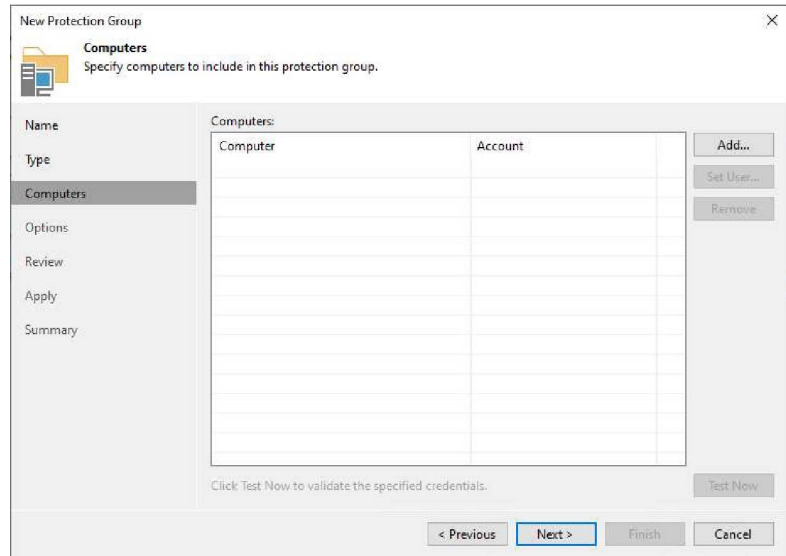 New Protection Group
Computers
Specify computers to include in this protection group.
Name
Type
Computers
Options
Review
Apply
Summary
Computers:
Computer Account
Add...
Set User...
Remove
Click Test Now to validate the specified credentials.
Test Now
< Previous Next > Finish Cancel